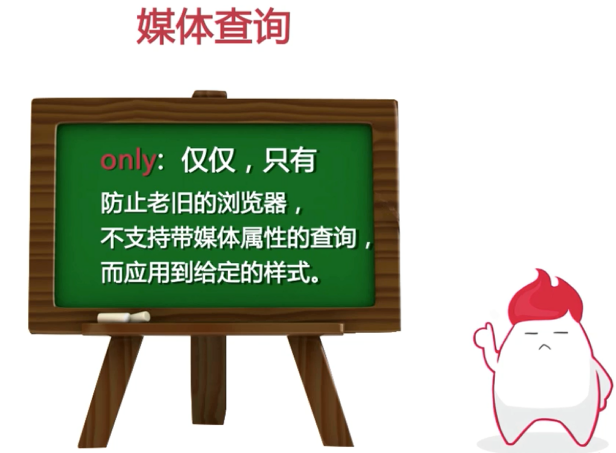 媒体查询
only：仅仅，只有
防止老旧的浏览器，
不支持带媒体属性的查询，
而应用到给定的样式。